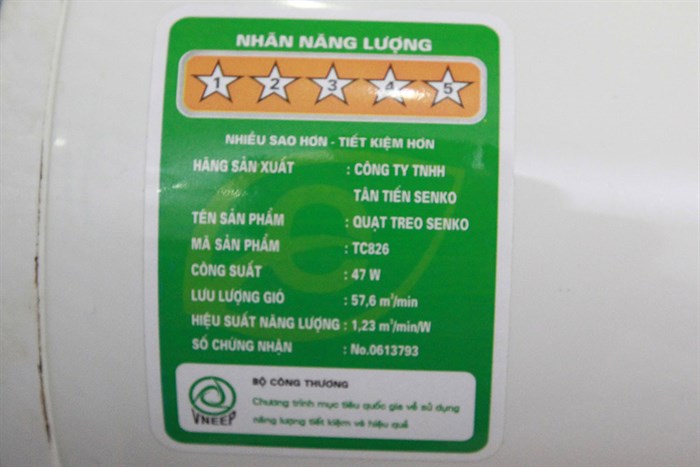 NHÃN NĂNG LƯỢNG
1 2 3 4 5
NHIỀU SAO HƠN - TIẾT KIỆM HƠN
HÃNG SẢN XUẤT : CÔNG TY TNHH
TÂN TIẾN SENKO
TÊN SẢN PHẨM : QUẠT TREO SENKO
MÃ SẢN PHẨM : TC826
CÔNG SUẤT : 47 W
LƯU LƯỢNG GIÓ : 57,6 m³/min
HIỆU SUẤT NĂNG LƯỢNG : 1,23 m³/min/W
SỐ CHỨNG NHẬN : No.0613793
BỘ CÔNG THƯƠNG
Chương trình mục tiêu quốc gia về sử dụng
năng lượng tiết kiệm và hiệu quả
VNEEP